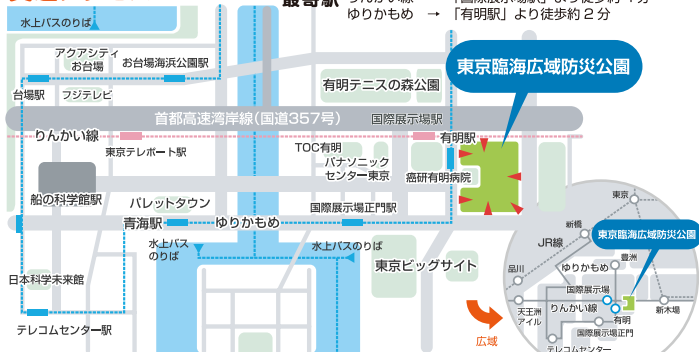 最寄駅
ゆりかもめ → 「有明駅」より徒歩約2分
水上バスのりば
アクアシティ
お台場
お台場海浜公園駅
台場駅
フジテレビ
有明テニスの森公園
東京臨海広域防災公園
首都高速湾岸線(国道357号)
国際展示場駅
りんかい線
東京テレポート駅
TOC有明
有明駅
パナソニック
センター東京
癌研有明病院
船の科学館駅
パレットタウン
青海駅
ゆりかもめ
国際展示場正門駅
水上バス
のりば
水上バスのりば
東京ビッグサイト
日本科学未来館
テレコムセンター駅
広域
東京
新橋
JR線
東京臨海広域防災公園
豊洲
品川
ゆりかもめ
国際展示場
りんかい線
天王洲
アイル
有明
新木場
国際展示場正門
テレコムセンター